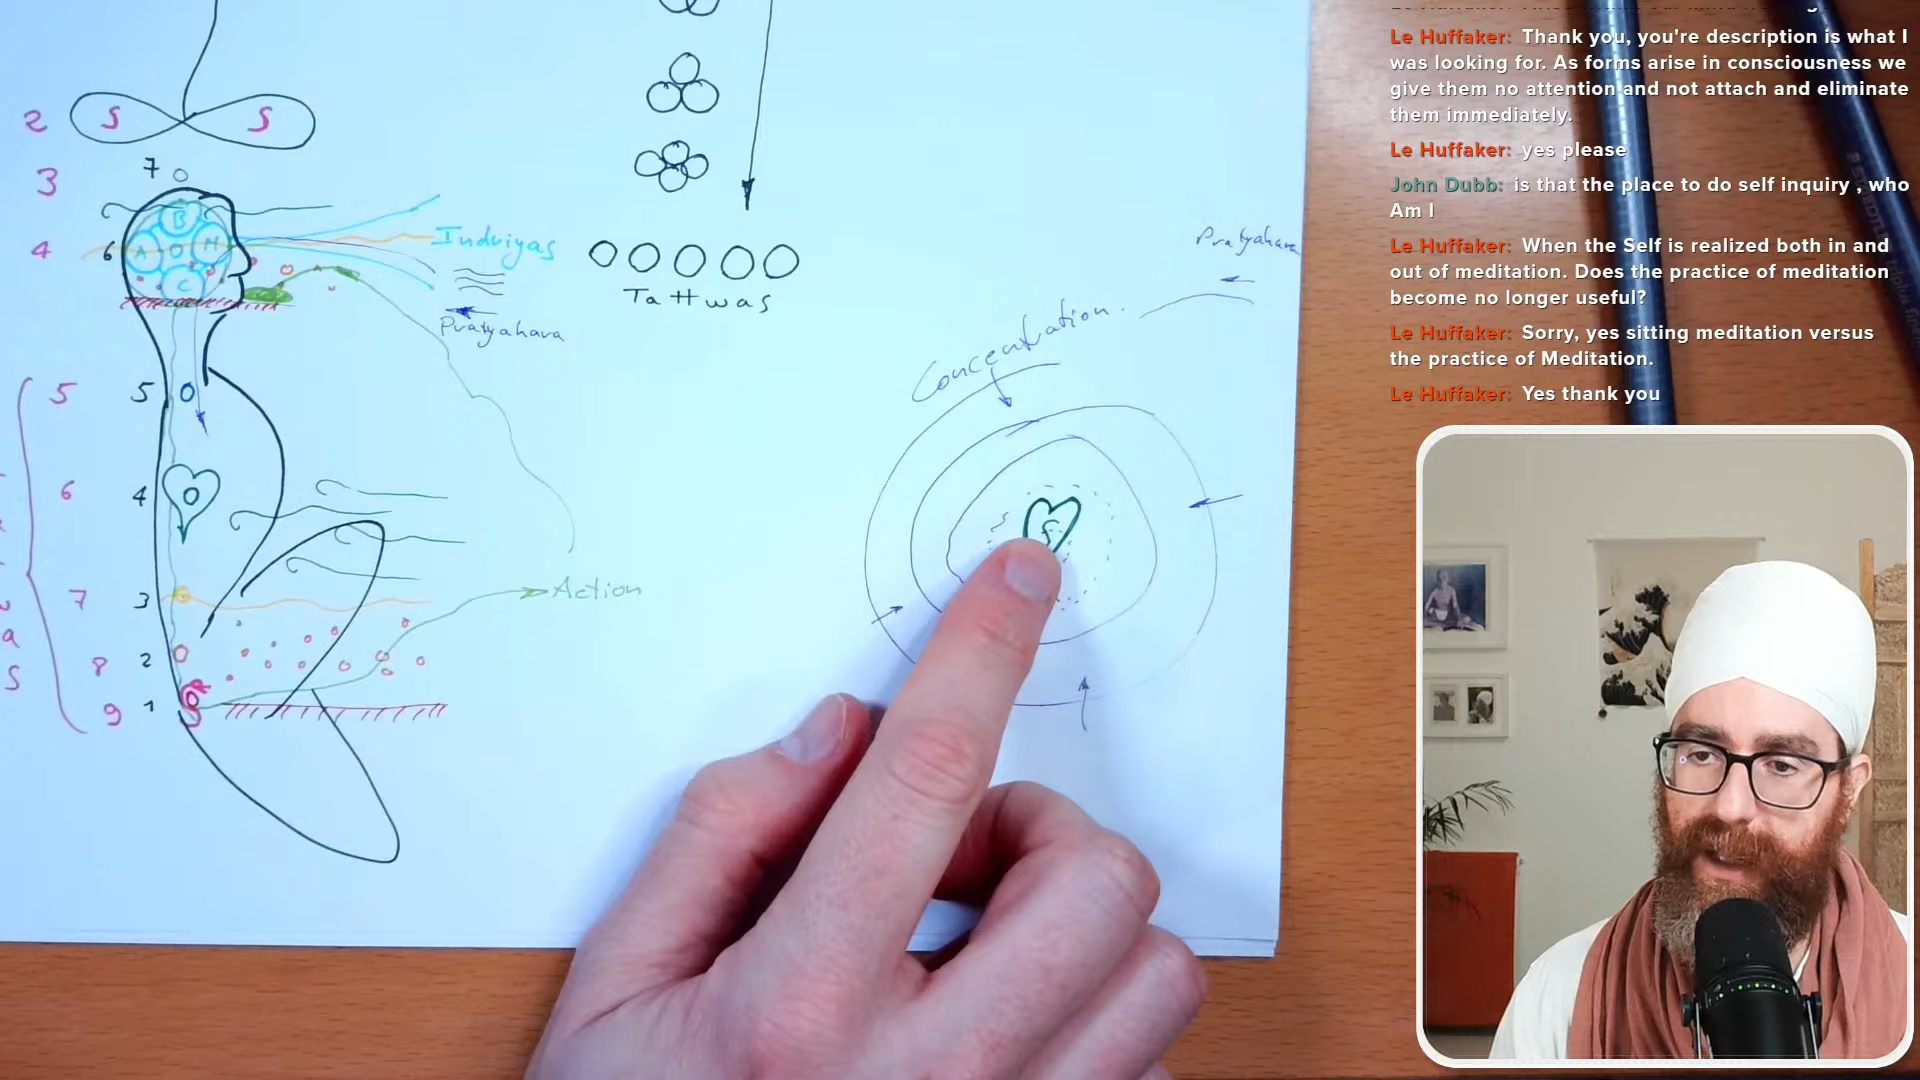 Le Huffaker: Thank you, you're description is what I
was looking for. As forms arise in consciousness we
give them no attention and not attach and eliminate
them immediately.
Le Huffaker: yes please
John Dubb: is that the place to do self inquiry , who
Am I
Le Huffaker: When the Self is realized both in and
out of meditation. Does the practice of meditation
become no longer useful?
Le Huffaker: Sorry, yes sitting meditation versus
the practice of Meditation.
Le Huffaker: Yes thank you
2 S S
7
3
4 6 B A O M C Indriyas
Tattwas
Pratyahara
Pratyahara
Concentration.
5 5
6 4
S
7 3
Action
8 2
9 1
a
S